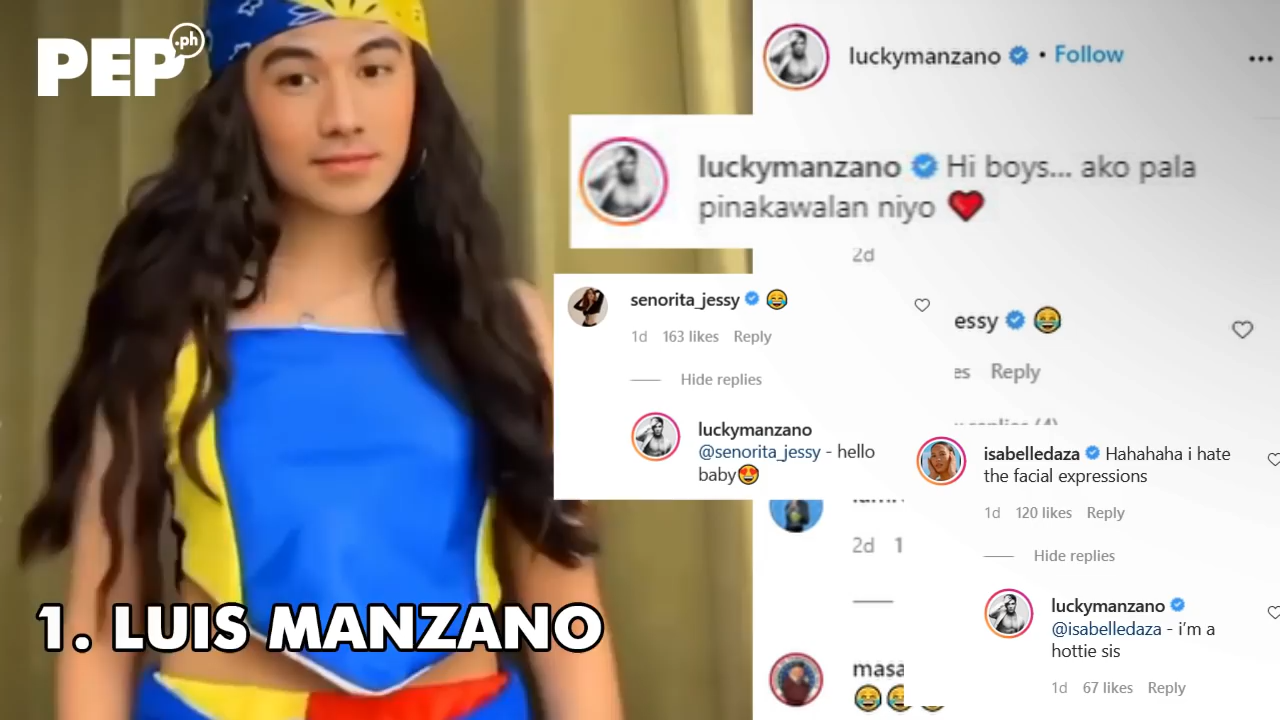 PEP.ph
luckymanzano • Follow
luckymanzano Hi boys... ako pala
pinakawalan niyo ❤️
2d
senorita_jessy 😂
1d 163 likes Reply
Hide replies
luckymanzano
@senorita_jessy - hello
baby😍
essy 😂
es Reply
isabelledaza Hahahaha i hate
the facial expressions
1d 120 likes Reply
Hide replies
luckymanzano
@isabelledaza - i'm a
hottie sis
1d 67 likes Reply
2d 1
masa
😂😂
1. LUIS MANZANO